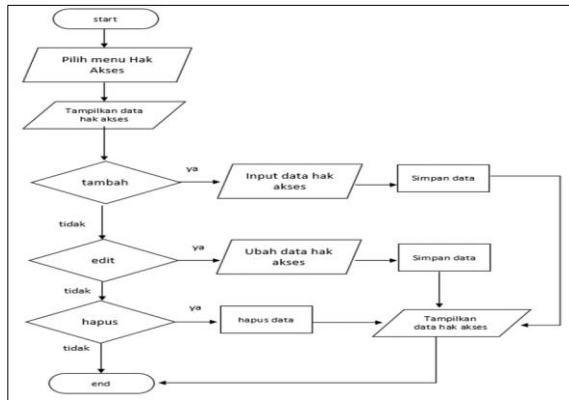 start
Pilih menu Hak
Akses
Tampilkan data
hak akses
tambah
ya
Input data hak
akses
Simpan data
tidak
edit
ya
Ubah data hak
akses
Simpan data
tidak
hapus
ya
hapus data
Tampilkan
data hak akses
tidak
end